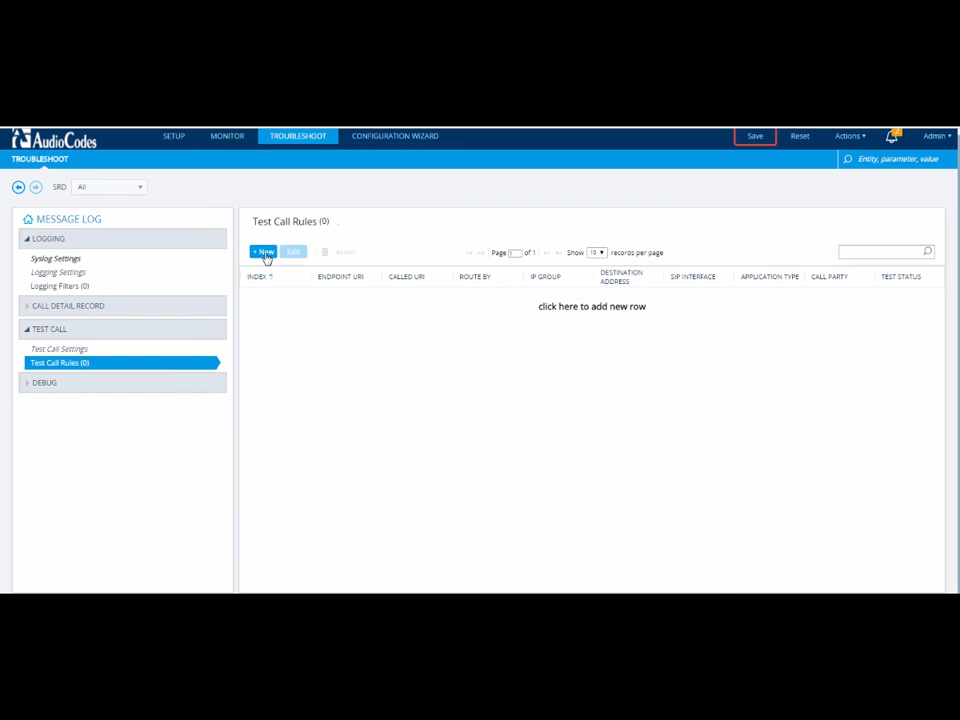 AudioCodes SETUP MONITOR TROUBLESHOOT CONFIGURATION WIZARD Save Reset Actions Admin
TROUBLESHOOT Entity, parameter, value
SRD All
MESSAGE LOG
LOGGING
Syslog Settings
Logging Settings
Logging Filters (0)
CALL DETAIL RECORD
TEST CALL
Test Call Settings
Test Call Rules (0)
DEBUG
Test Call Rules (0)
+ New Edit Page 1 of 1 Show 10 records per page
INDEX ENDPOINT URI CALLED URI ROUTE BY IP GROUP DESTINATION ADDRESS SIP INTERFACE APPLICATION TYPE CALL PARTY TEST STATUS
click here to add new row